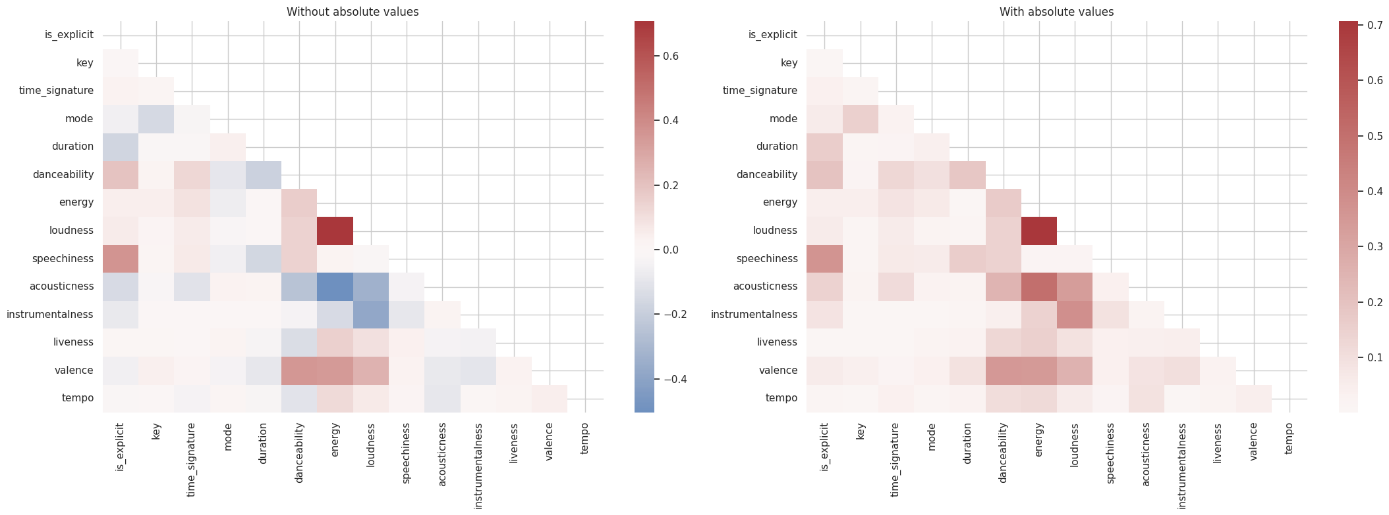 Without absolute values
is_explicit
key
time_signature
mode
duration
danceability
energy
loudness
speechiness
acousticness
instrumentalness
liveness
valence
tempo
is_explicit
key
time_signature
mode
duration
danceability
energy
loudness
speechiness
acousticness
instrumentalness
liveness
valence
tempo
0.6
0.4
0.2
0.0
−0.2
−0.4
With absolute values
is_explicit
key
time_signature
mode
duration
danceability
energy
loudness
speechiness
acousticness
instrumentalness
liveness
valence
tempo
is_explicit
key
time_signature
mode
duration
danceability
energy
loudness
speechiness
acousticness
instrumentalness
liveness
valence
tempo
0.7
0.6
0.5
0.4
0.3
0.2
0.1